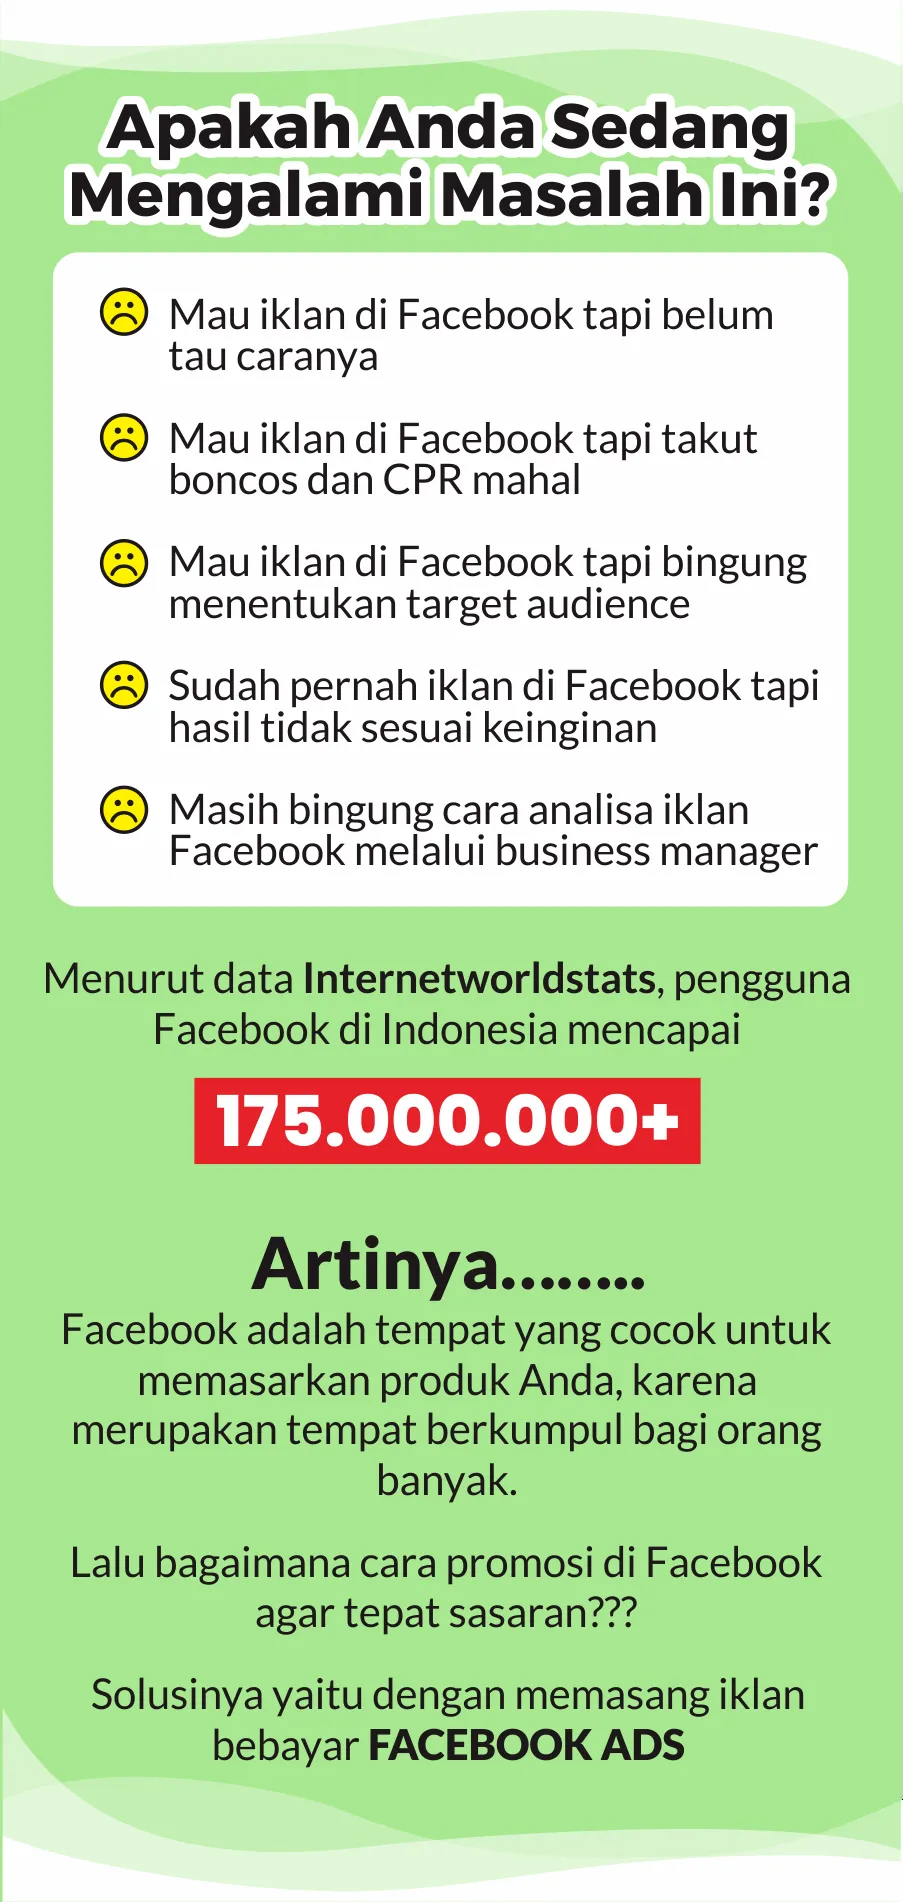 Apakah Anda Sedang
Mengalami Masalah Ini?
Mau iklan di Facebook tapi belum
tau caranya
Mau iklan di Facebook tapi takut
boncos dan CPR mahal
Mau iklan di Facebook tapi bingung
menentukan target audience
Sudah pernah iklan di Facebook tapi
hasil tidak sesuai keinginan
Masih bingung cara analisa iklan
Facebook melalui business manager
Menurut data Internetworldstats, pengguna
Facebook di Indonesia mencapai
175.000.000+
Artinya........
Facebook adalah tempat yang cocok untuk
memasarkan produk Anda, karena
merupakan tempat berkumpul bagi orang
banyak.
Lalu bagaimana cara promosi di Facebook
agar tepat sasaran???
Solusinya yaitu dengan memasang iklan
bebayar FACEBOOK ADS